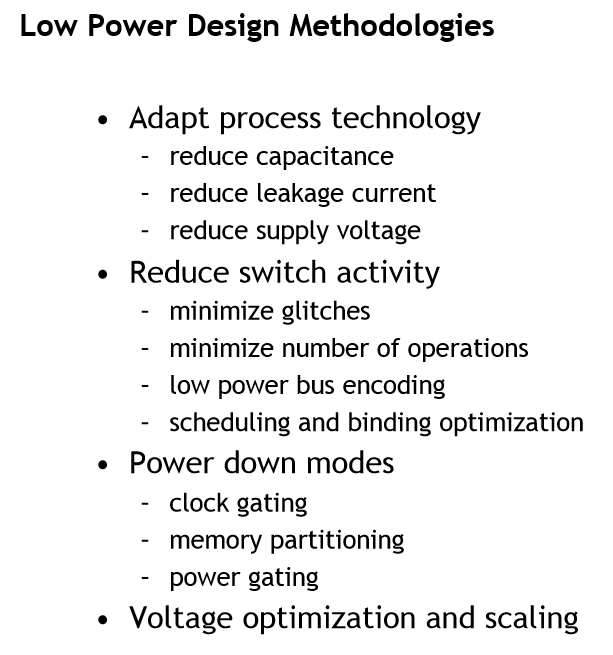 Low Power Design Methodologies
• Adapt process technology
- reduce capacitance
- reduce leakage current
- reduce supply voltage
• Reduce switch activity
- minimize glitches
- minimize number of operations
- low power bus encoding
- scheduling and binding optimization
• Power down modes
- clock gating
- memory partitioning
- power gating
• Voltage optimization and scaling